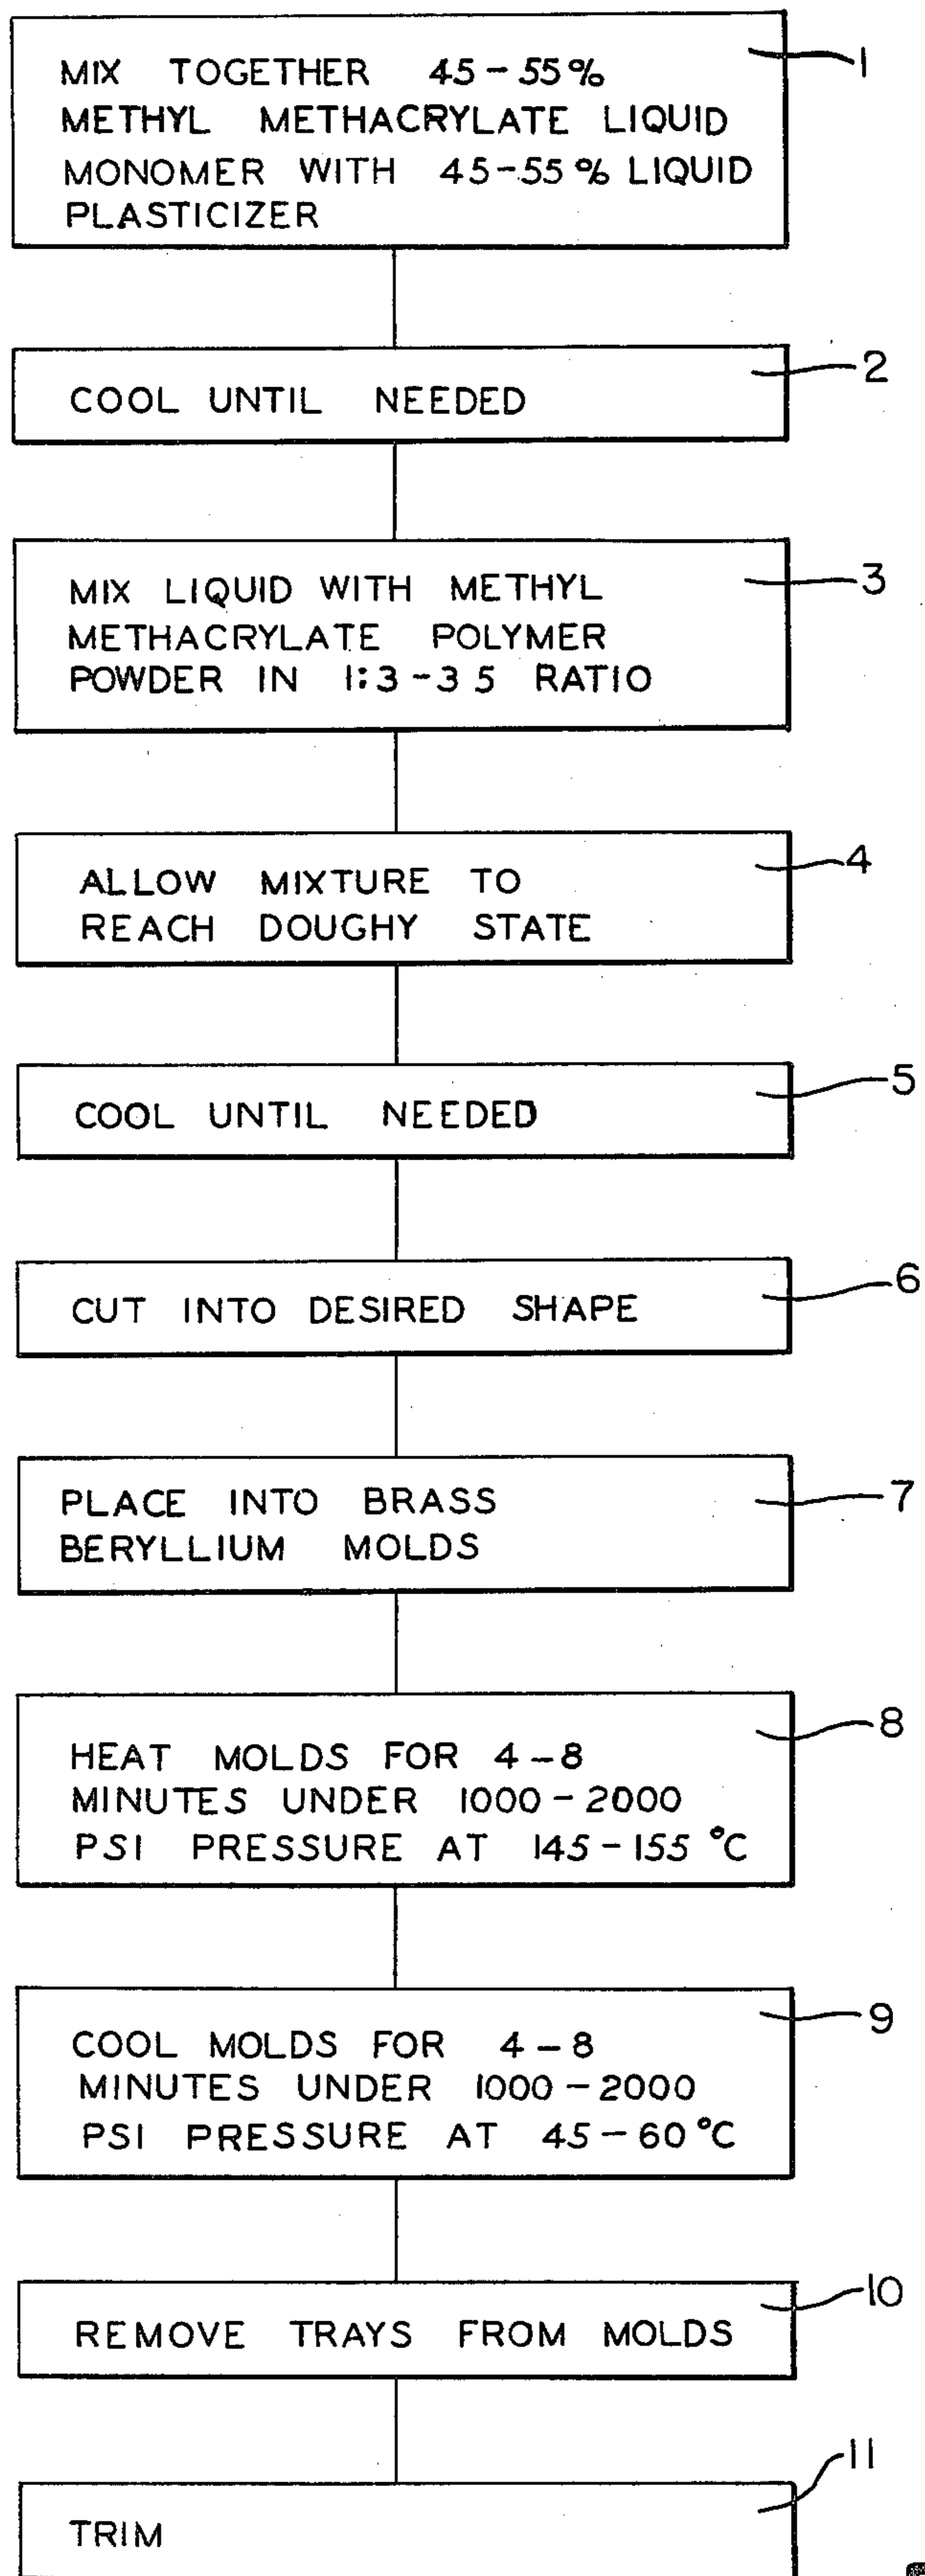 MIX TOGETHER 45-55%
METHYL METHACRYLATE LIQUID
MONOMER WITH 45-55% LIQUID
PLASTICIZER
1
COOL UNTIL NEEDED
2
MIX LIQUID WITH METHYL
METHACRYLATE POLYMER
POWDER IN 1:3-35 RATIO
3
ALLOW MIXTURE TO
REACH DOUGHY STATE
4
COOL UNTIL NEEDED
5
CUT INTO DESIRED SHAPE
6
PLACE INTO BRASS
BERYLLIUM MOLDS
7
HEAT MOLDS FOR 4-8
MINUTES UNDER 1000-2000
PSI PRESSURE AT 145-155 °C
8
COOL MOLDS FOR 4-8
MINUTES UNDER 1000-2000
PSI PRESSURE AT 45-60°C
9
REMOVE TRAYS FROM MOLDS
10
TRIM
11